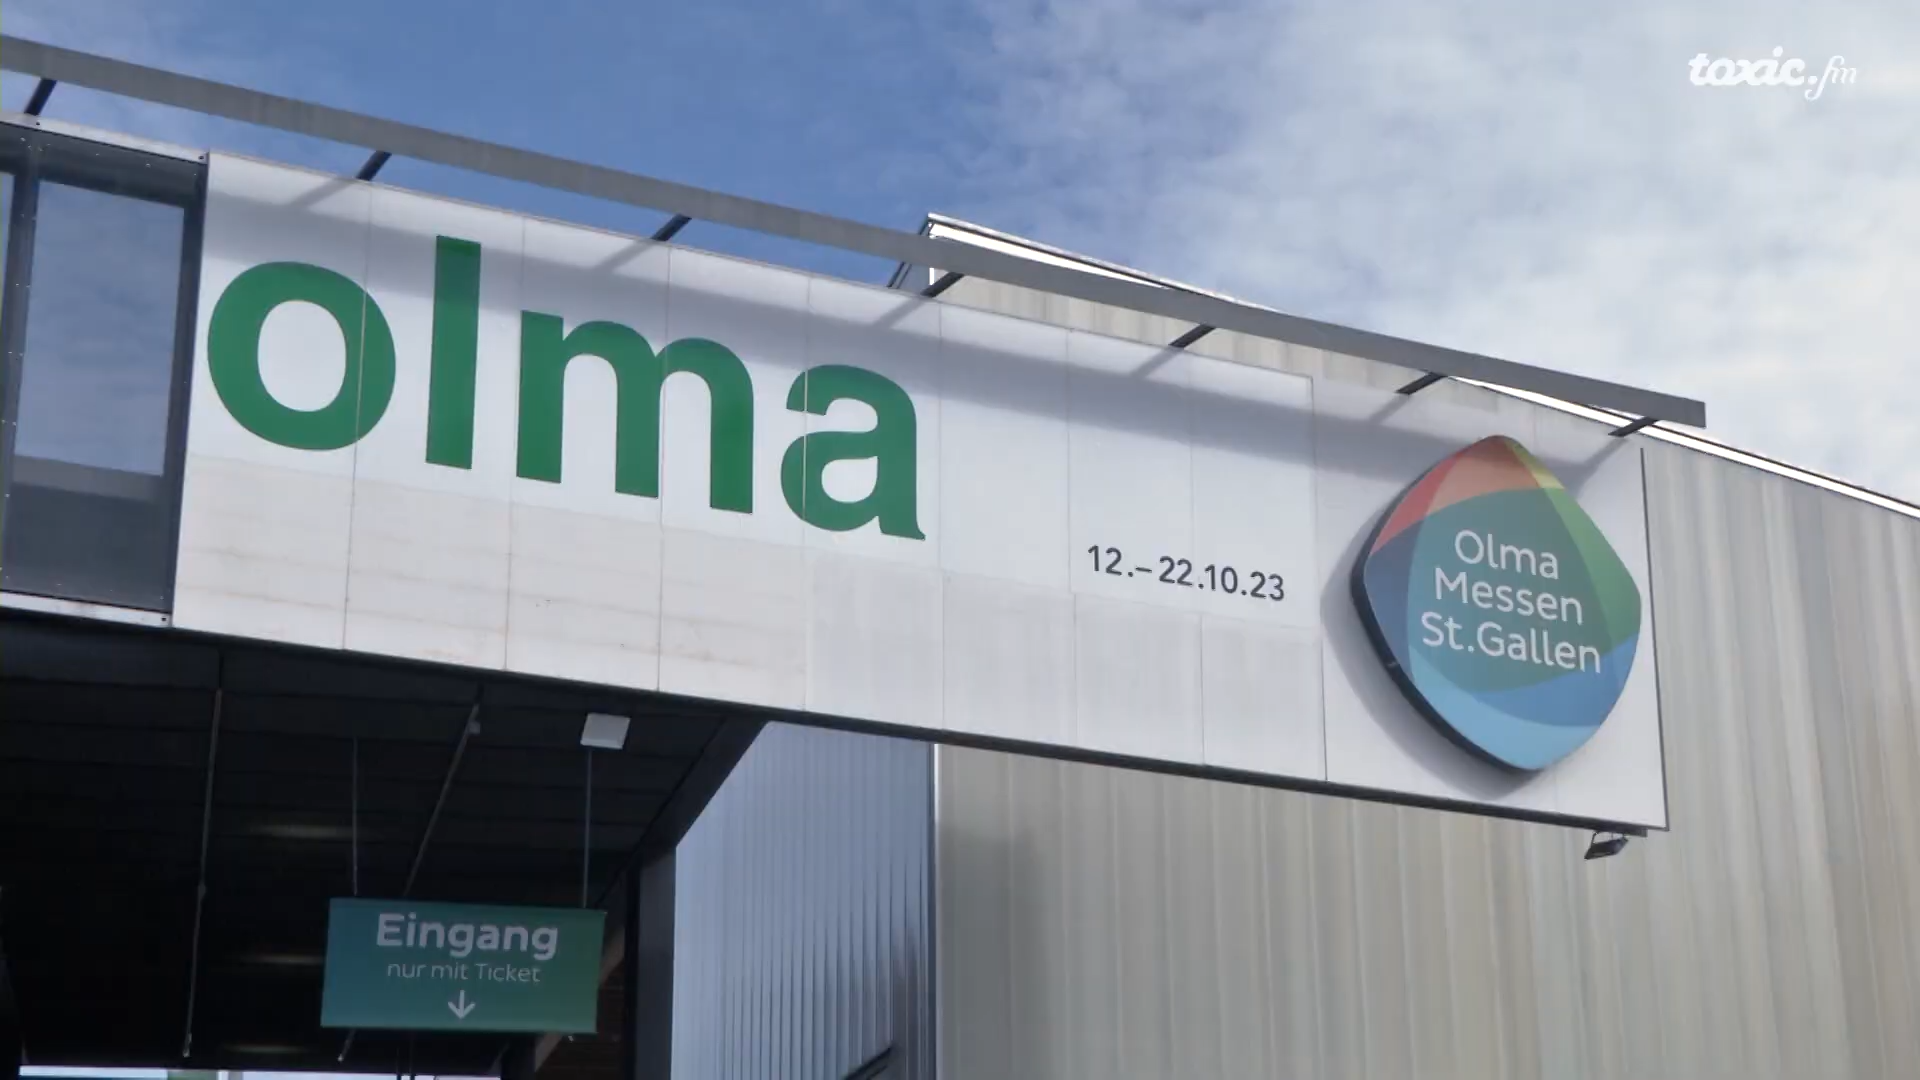 toxic.fm
olma
12.–22.10.23
Olma
Messen
St.Gallen
Eingang
nur mit Ticket